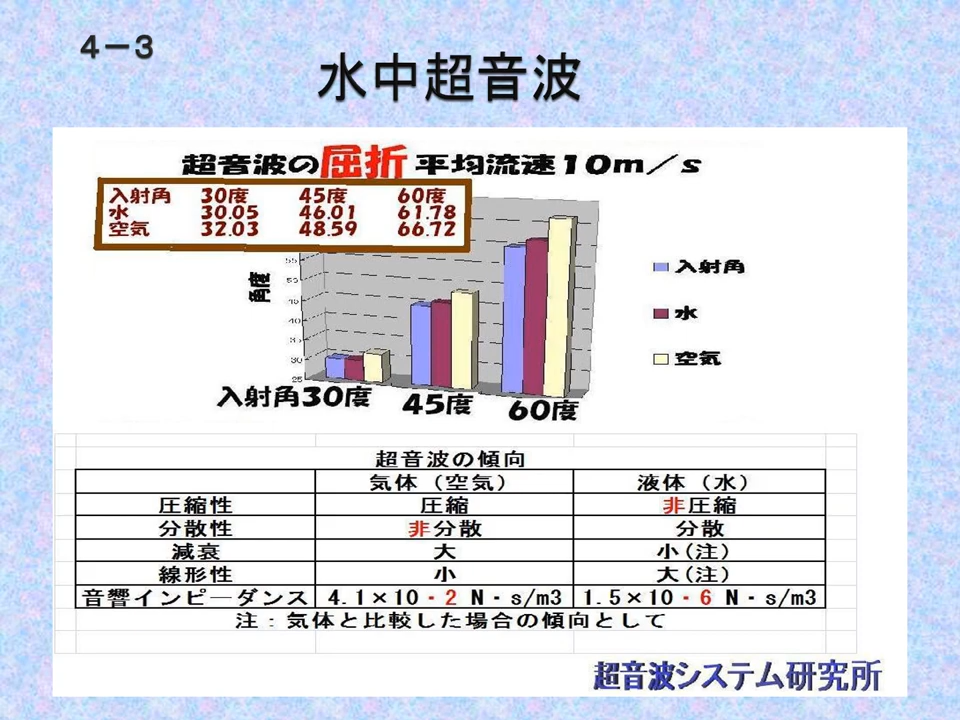 4－3
水中超音波
超音波の屈折 平均流速10m／s
入射角 30度 45度 60度
水 30.05 46.01 61.78
空気 32.03 48.59 66.72
角度
55
50
45
40
35
30
25
入射角30度 45度 60度
入射角
水
空気
超音波の傾向
気体（空気） 液体（水）
圧縮性 圧縮 非圧縮
分散性 非分散 分散
減衰 大 小(注)
線形性 小 大(注)
音響インピーダンス 4.1×10・2 N・s/m3 1.5×10・6 N・s/m3
注：気体と比較した場合の傾向として
超音波システム研究所